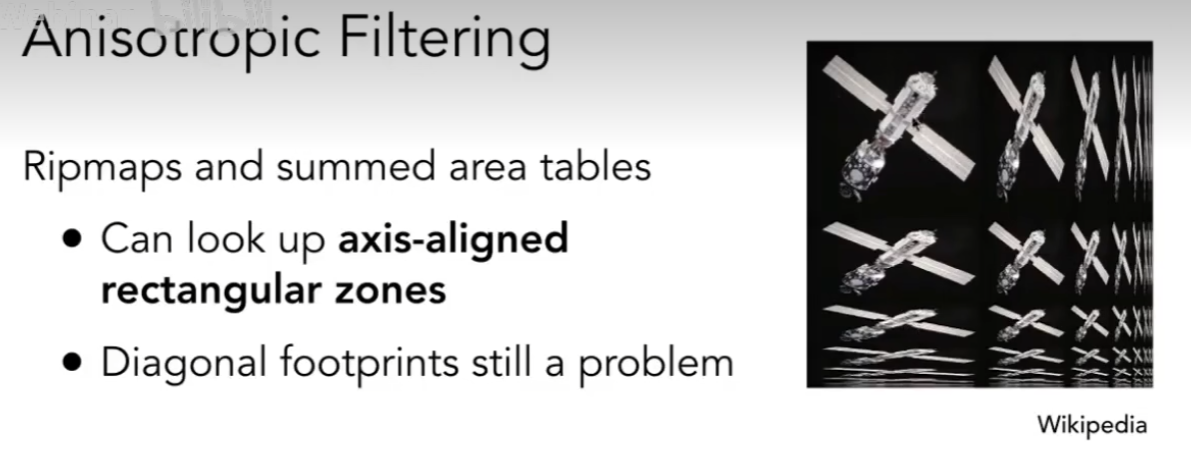 Anisotropic Filtering
Ripmaps and summed area tables
• Can look up axis-aligned
rectangular zones
• Diagonal footprints still a problem
Wikipedia